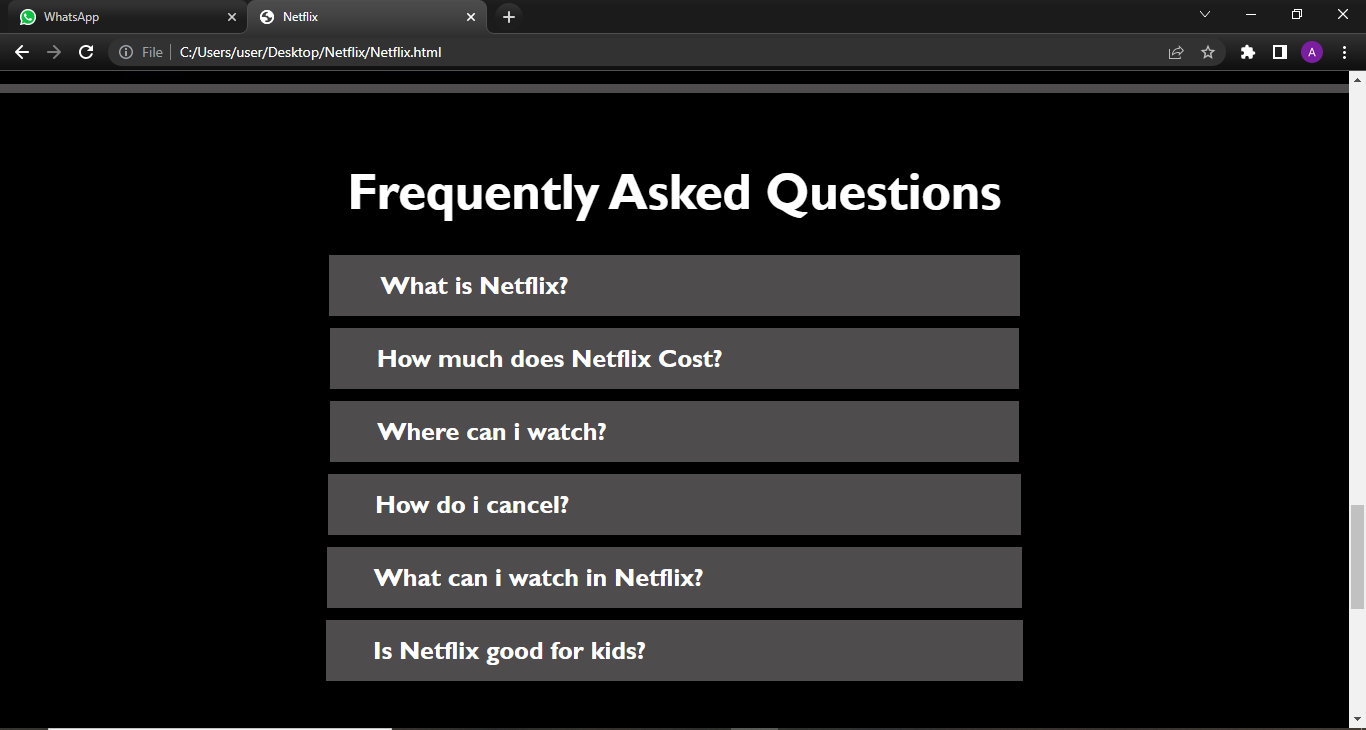 WhatsApp
Netflix
File
C:/Users/user/Desktop/Netflix/Netflix.html
A
Frequently Asked Questions
What is Netflix?
How much does Netflix Cost?
Where can i watch?
How do i cancel?
What can i watch in Netflix?
Is Netflix good for kids?